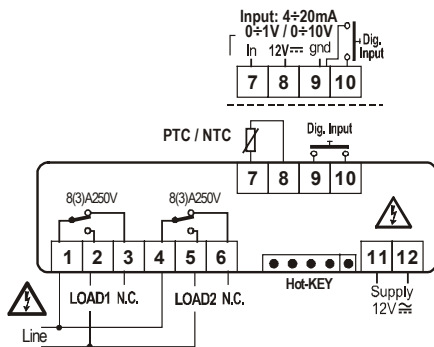 Input: 4÷20mA
0÷1V / 0÷10V
In 12V⎓ gnd
Dig.
Input
7 8 9 10
PTC / NTC
Dig. Input
7 8 9 10
8(3)A250V 8(3)A250V
1 2 3 4 5 6
11 12
LOAD1 N.C. LOAD2 N.C.
Hot-KEY
Supply
12V≂
Line